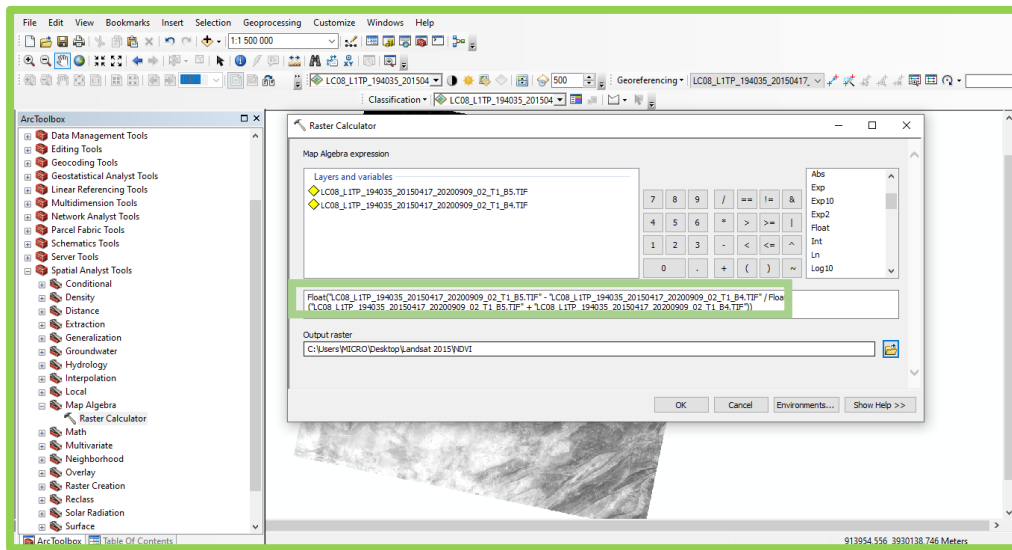 File Edit View Bookmarks Insert Selection Geoprocessing Customize Windows Help
1:1 500 000
LC08_L1TP_194035_201504 500 Georeferencing LC08_L1TP_194035_20150417_
Classification LC08_L1TP_194035_201504
ArcToolbox
Data Management Tools
Editing Tools
Geocoding Tools
Geostatistical Analyst Tools
Linear Referencing Tools
Multidimension Tools
Network Analyst Tools
Parcel Fabric Tools
Schematics Tools
Server Tools
Spatial Analyst Tools
Conditional
Density
Distance
Extraction
Generalization
Groundwater
Hydrology
Interpolation
Local
Map Algebra
Raster Calculator
Math
Multivariate
Neighborhood
Overlay
Raster Creation
Reclass
Solar Radiation
Surface
ArcToolbox Table Of Contents
Raster Calculator
Map Algebra expression
Layers and variables
LC08_L1TP_194035_20150417_20200909_02_T1_B5.TIF
LC08_L1TP_194035_20150417_20200909_02_T1_B4.TIF
7 8 9 / == != &
4 5 6 * > >= |
1 2 3 - < <= ^
0 . + ( ) ~
Abs
Exp
Exp10
Exp2
Float
Int
Ln
Log10
Float("LC08_L1TP_194035_20150417_20200909_02_T1_B5.TIF" - "LC08_L1TP_194035_20150417_20200909_02_T1_B4.TIF" / Floa
("LC08_L1TP_194035_20150417_20200909_02_T1_B5.TIF" + "LC08_L1TP_194035_20150417_20200909_02_T1_B4.TIF"))
Output raster
C:\Users\MICRO\Desktop\Landsat 2015\NDVI
OK Cancel Environments... Show Help >>
913954,556 3930138,746 Meters